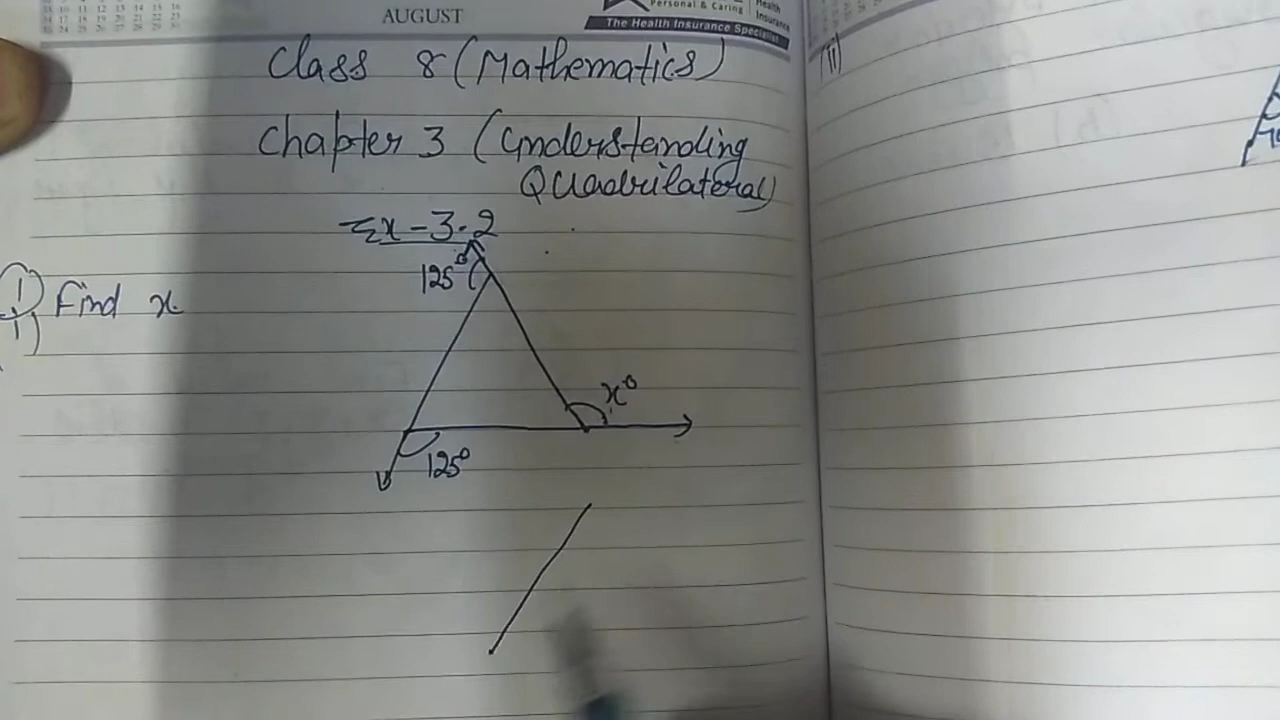 AUGUST
Personal & Caring
Health
Insurance
The Health Insurance Specialist
Class 8 (Mathematics)
Chapter 3 (Understanding
Quadrilateral)
Ex-3.2
(ii)
125°
1) Find x
i)
x°
125°